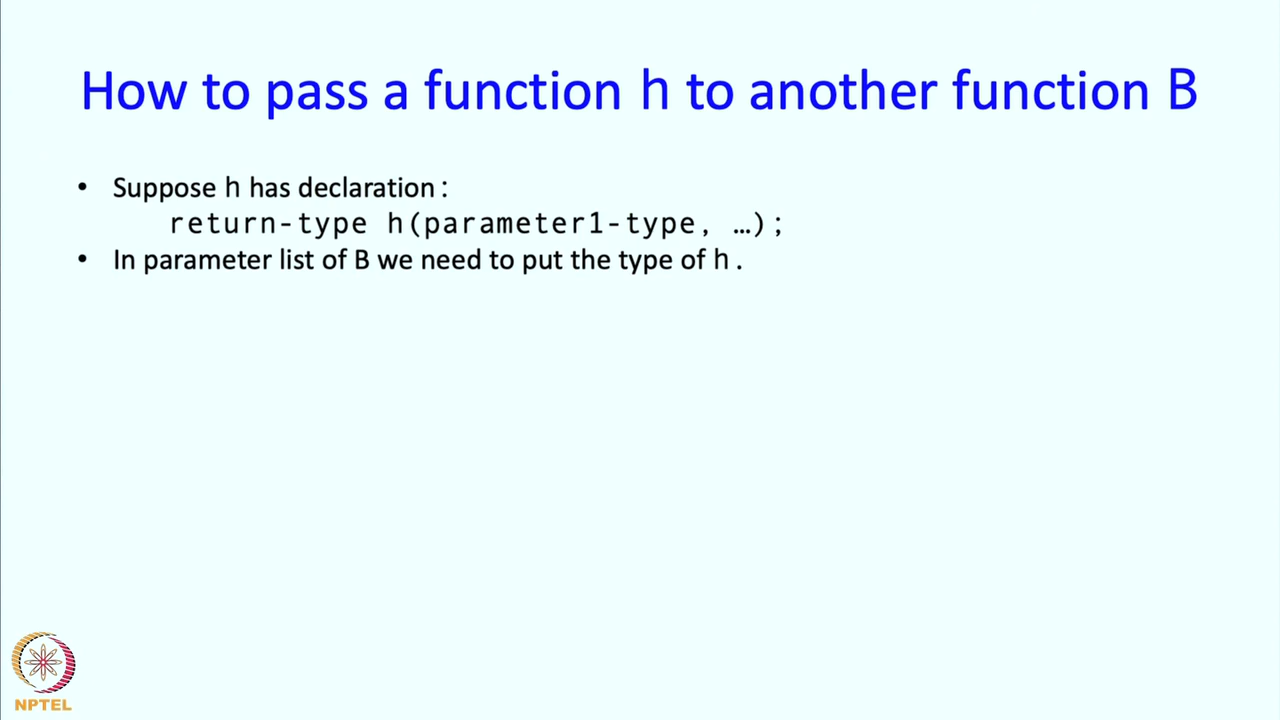 How to pass a function h to another function B
• Suppose h has declaration :
return-type h(parameter1-type, …);
• In parameter list of B we need to put the type of h .
NPTEL